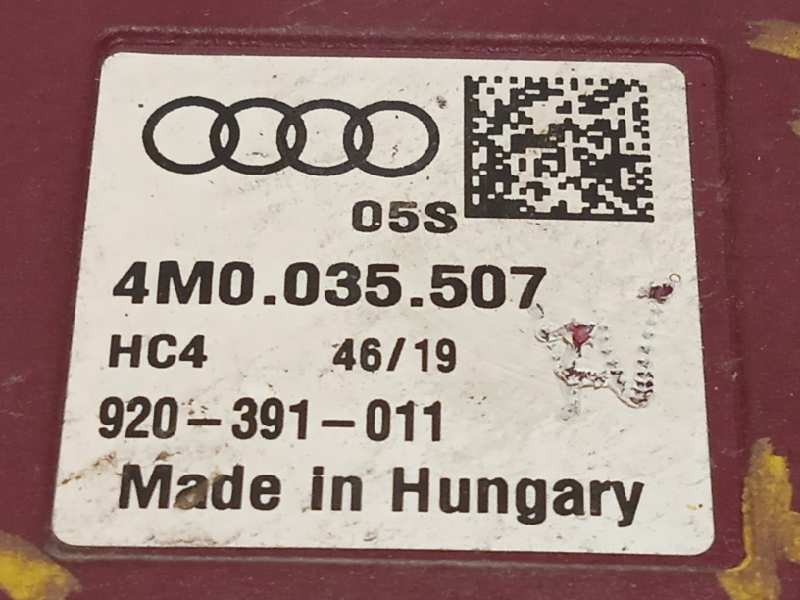 05S
4M0.035.507
HC4 46/19
920-391-011
Made in Hungary